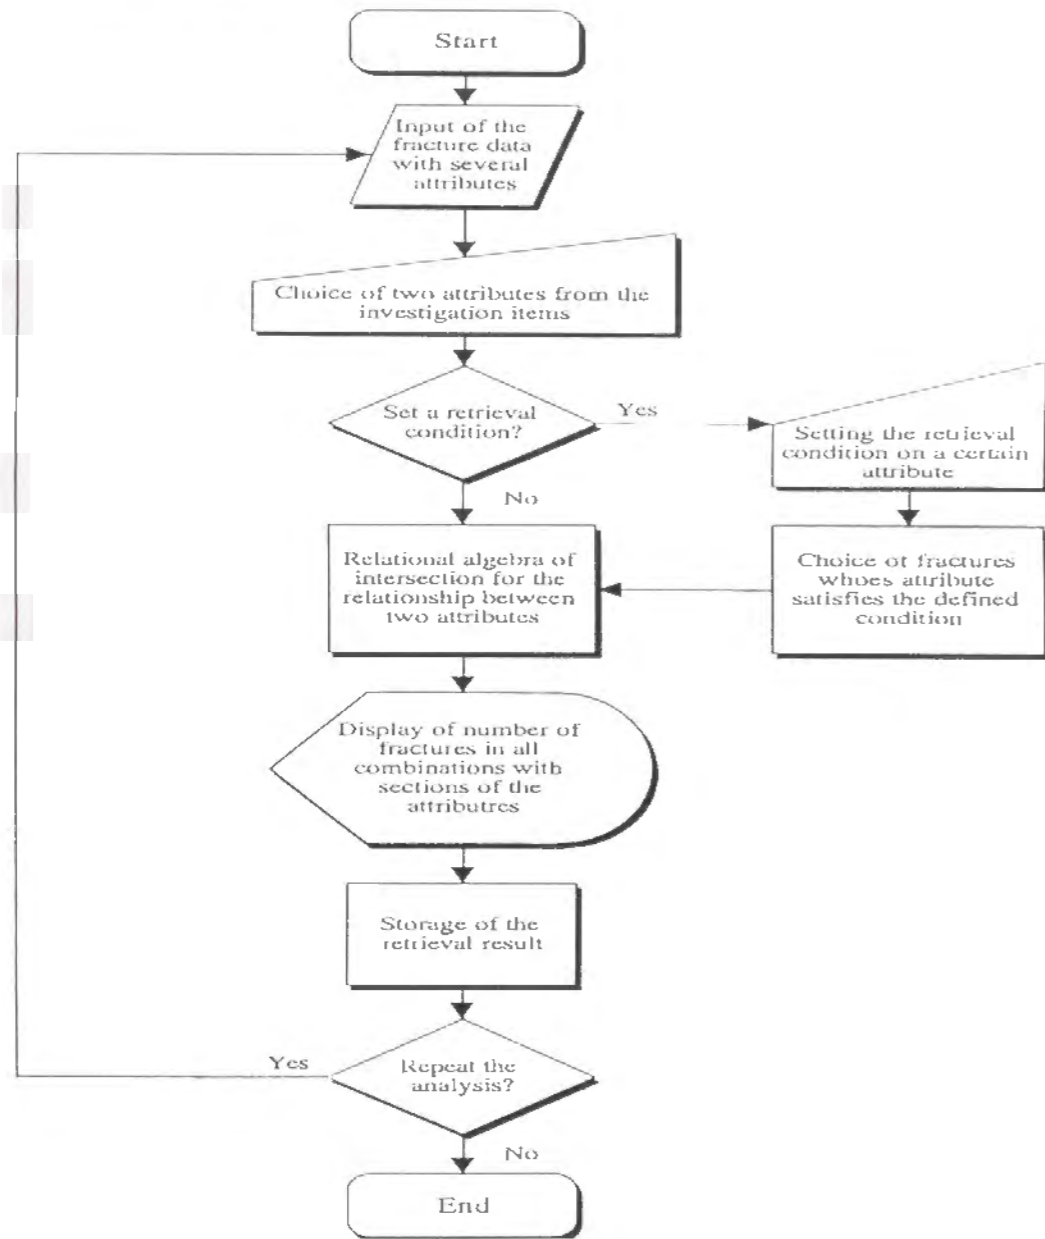 Start
Input of the
fracture data
with several
attributes
Choice of two attributes from the
investigation items
Set a retrieval
condition?
Yes
Setting the retrieval
condition on a certain
attribute
No
Relational algebra of
intersection for the
relationship between
two attributes
Choice of fractures
whoes attribute
satisfies the defined
condition
Display of number of
fractures in all
combinations with
sections of the
attributres
Storage of the
retrieval result
Yes
Repeat the
analysis?
No
End